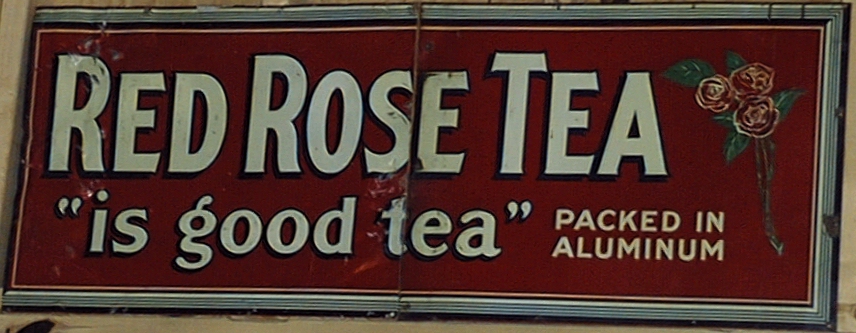 RED ROSE TEA
"is good tea"
PACKED IN
ALUMINUM